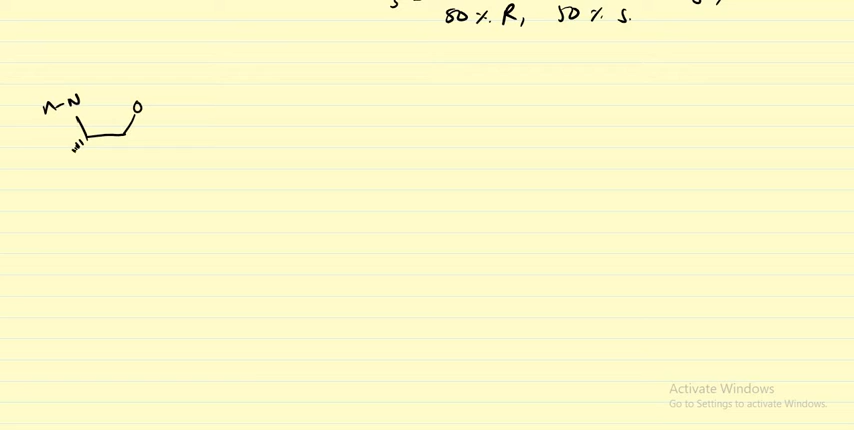 80 % R, 50 % s.
N O
Activate Windows
Go to Settings to activate Windows.